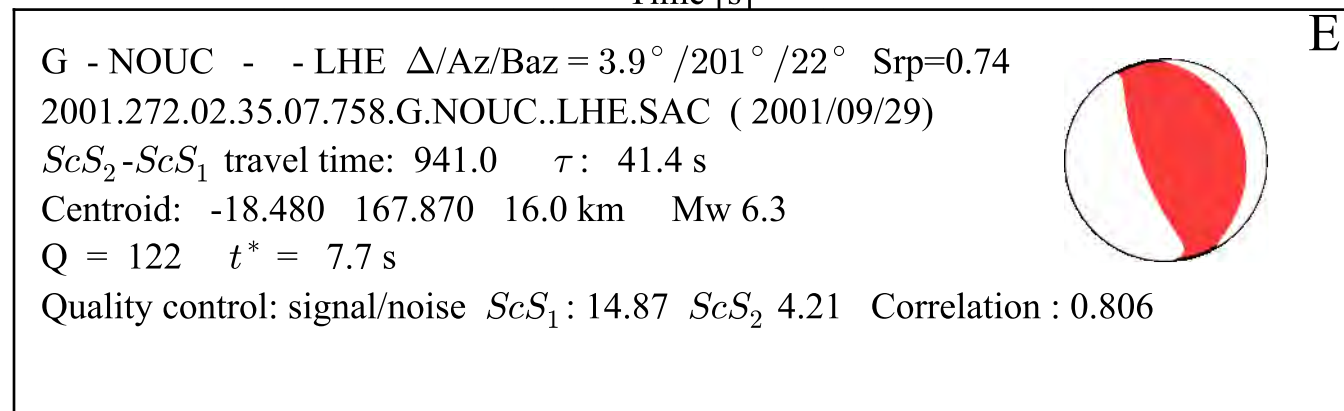 Time [s]
E
G - NOUC - - LHE Δ/Az/Baz = 3.9° /201° /22° Srp=0.74
2001.272.02.35.07.758.G.NOUC..LHE.SAC ( 2001/09/29)
ScS₂-ScS₁ travel time: 941.0 τ : 41.4 s
Centroid: -18.480 167.870 16.0 km Mw 6.3
Q = 122 t* = 7.7 s
Quality control: signal/noise ScS₁ : 14.87 ScS₂ 4.21 Correlation : 0.806